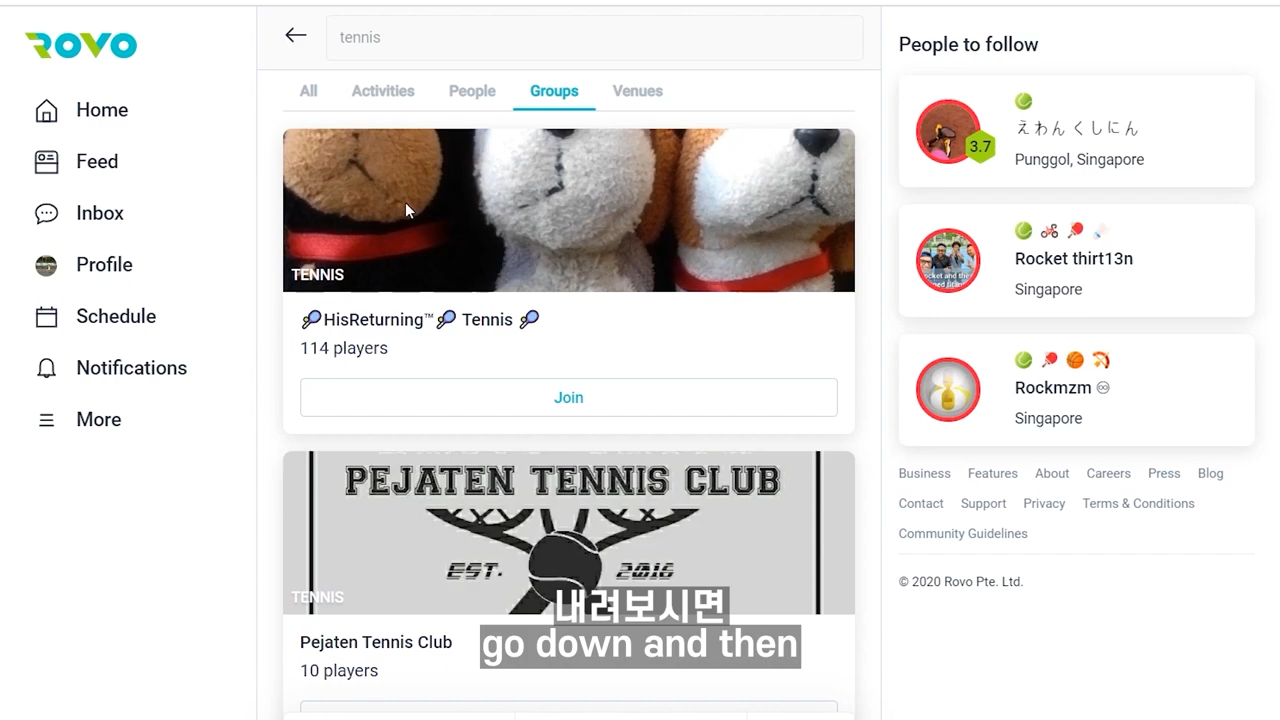 ROVO
Home
Feed
Inbox
Profile
Schedule
Notifications
More
tennis
All
Activities
People
Groups
Venues
TENNIS
HisReturning™ Tennis
114 players
Join
PEJATEN TENNIS CLUB
EST. 2016
TENNIS
Pejaten Tennis Club
10 players
내려보시면
go down and then
People to follow
3.7
えわん くしにん
Punggol, Singapore
Rocket thirt13n
Singapore
Rockmzm
Singapore
Business Features About Careers Press Blog
Contact Support Privacy Terms & Conditions
Community Guidelines
© 2020 Rovo Pte. Ltd.